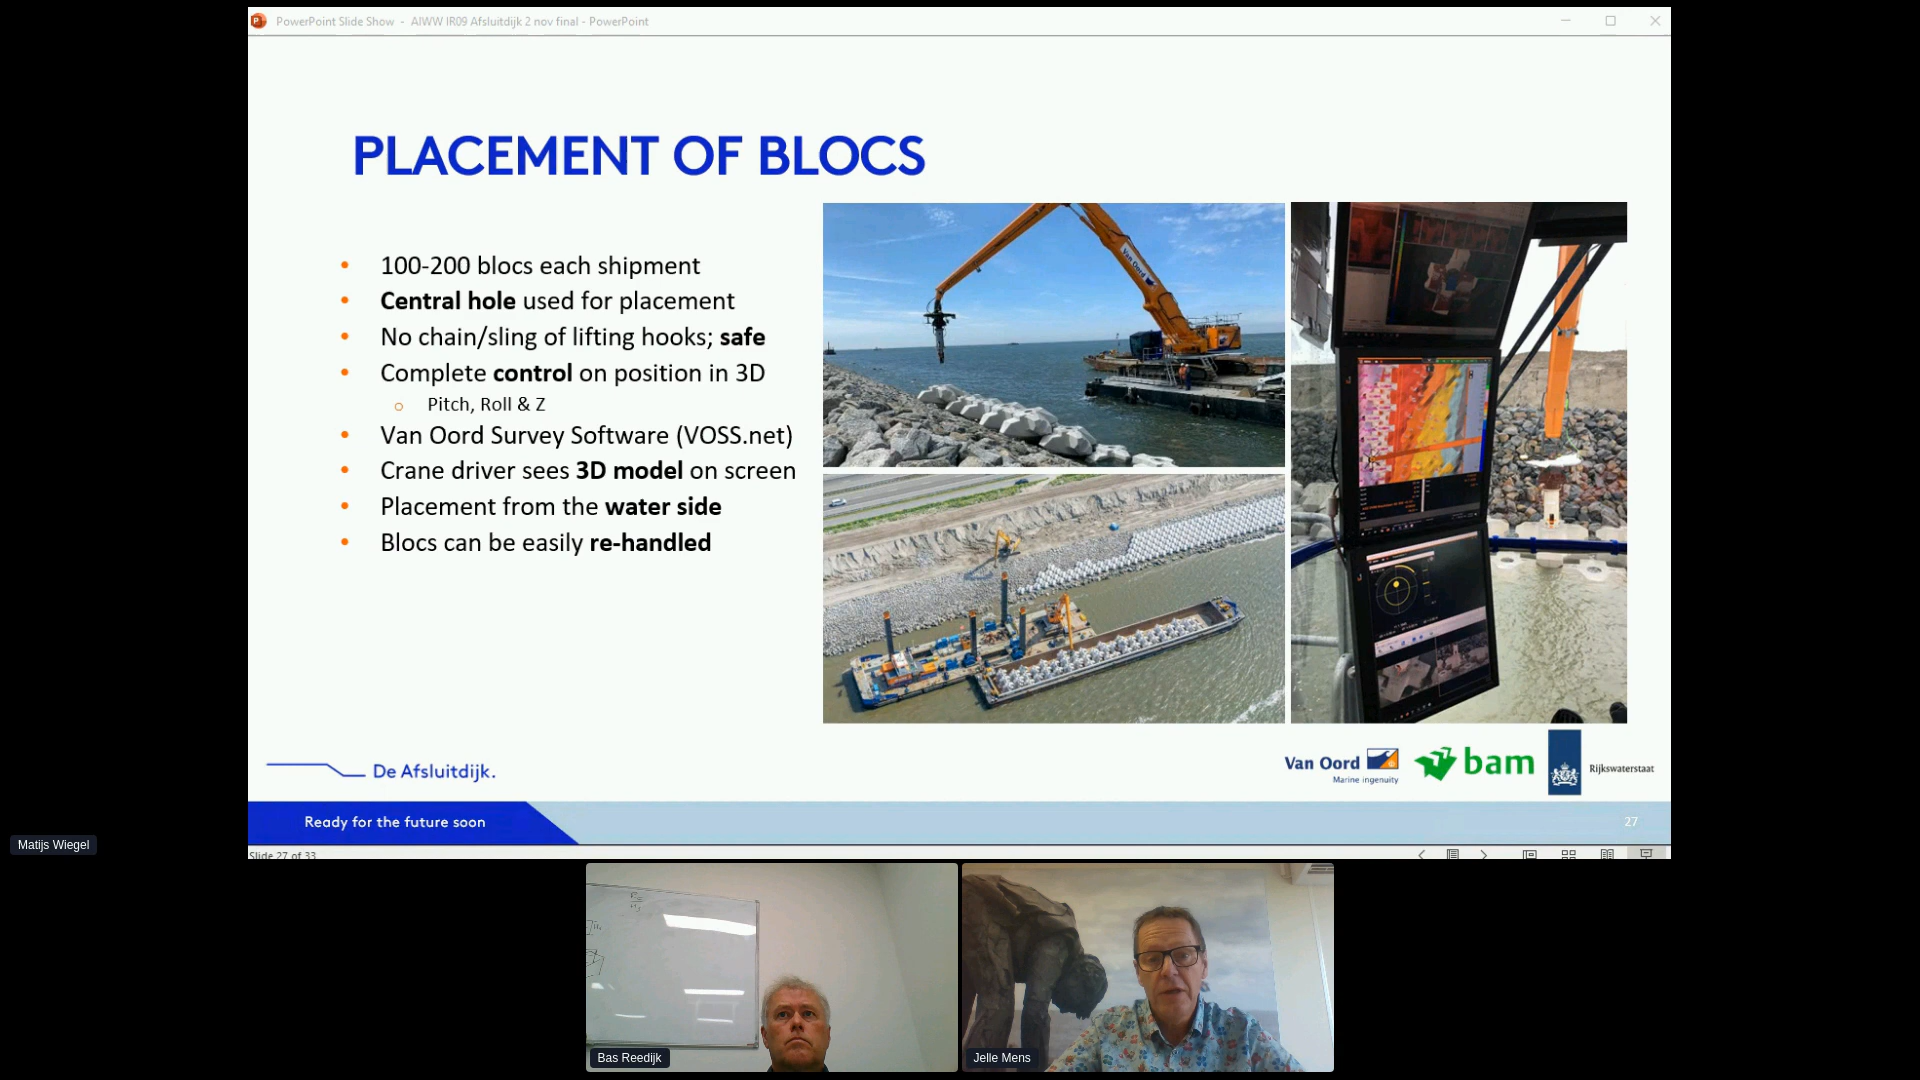 PowerPoint Slide Show - AIWW IR09 Afsluitdijk 2 nov final - PowerPoint
PLACEMENT OF BLOCS
• 100-200 blocs each shipment
• Central hole used for placement
• No chain/sling of lifting hooks; safe
• Complete control on position in 3D
○ Pitch, Roll & Z
• Van Oord Survey Software (VOSS.net)
• Crane driver sees 3D model on screen
• Placement from the water side
• Blocs can be easily re-handled
Van Oord
De Afsluitdijk.
Van Oord
Marine ingenuity
bam
Rijkswaterstaat
Ready for the future soon
27
Slide 27 of 33
Matijs Wiegel
Bas Reedijk
Jelle Mens